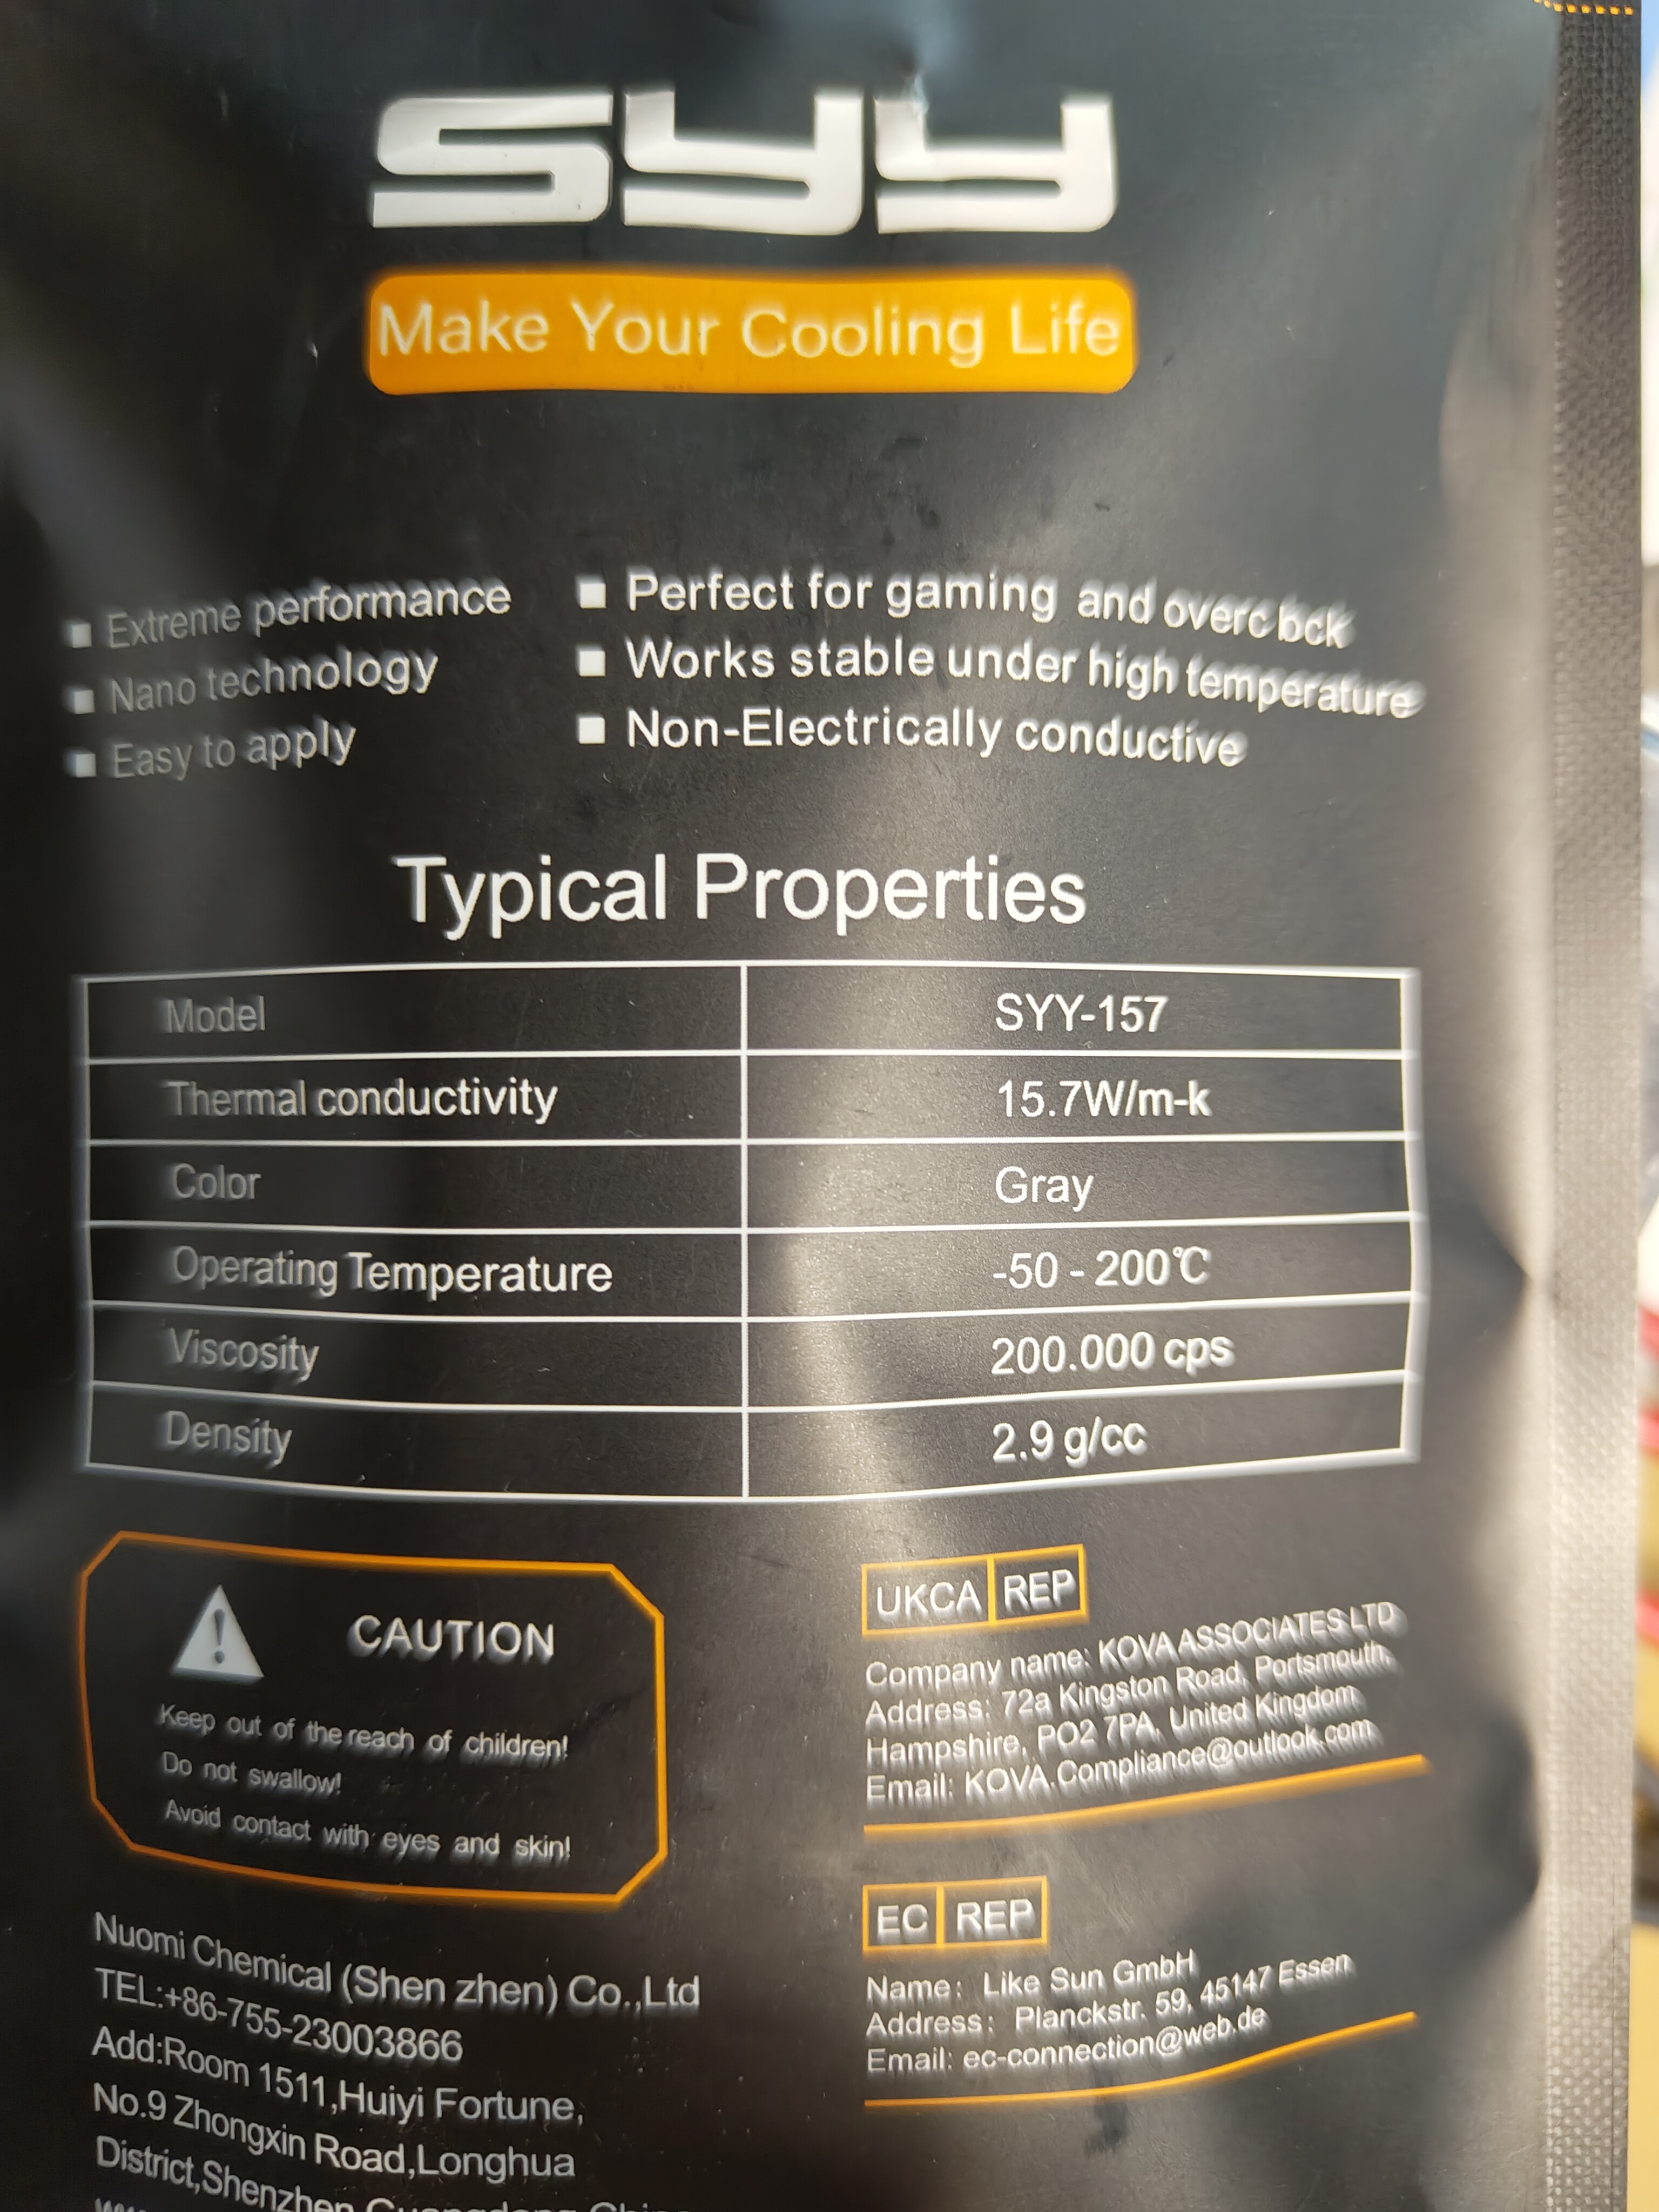 SYY
Make Your Cooling Life
■ Extreme performance
■ Nano technology
■ Easy to apply
■ Perfect for gaming and overclock
■ Works stable under high temperature
■ Non-Electrically conductive
Typical Properties
Model SYY-157
Thermal conductivity 15.7W/m-k
Color Gray
Operating Temperature -50 - 200℃
Viscosity 200.000 cps
Density 2.9 g/cc
CAUTION
Keep out of the reach of children!
Do not swallow!
Avoid contact with eyes and skin!
Nuomi Chemical (Shen zhen) Co.,Ltd
TEL:+86-755-23003866
Add:Room 1511,Huiyi Fortune,
No.9 Zhongxin Road,Longhua
District,Shenzhen
UKCA REP
Company name: KOVA ASSOCIATES LTD
Address: 72a Kingston Road, Portsmouth,
Hampshire, PO2 7PA, United Kingdom
Email: KOVA.Compliance@outlook.com
EC REP
Name: Like Sun GmbH
Address: Planckstr. 59, 45147 Essen
Email: ec-connection@web.de